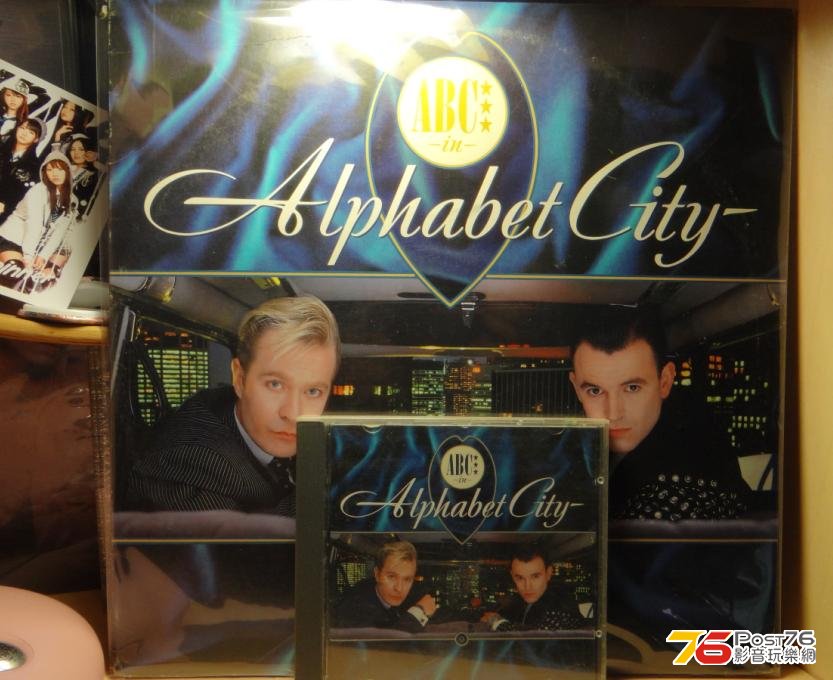 ABC
-in-
Alphabet City-
ABC
-in-
Alphabet City-
76 Post76
影音玩樂網